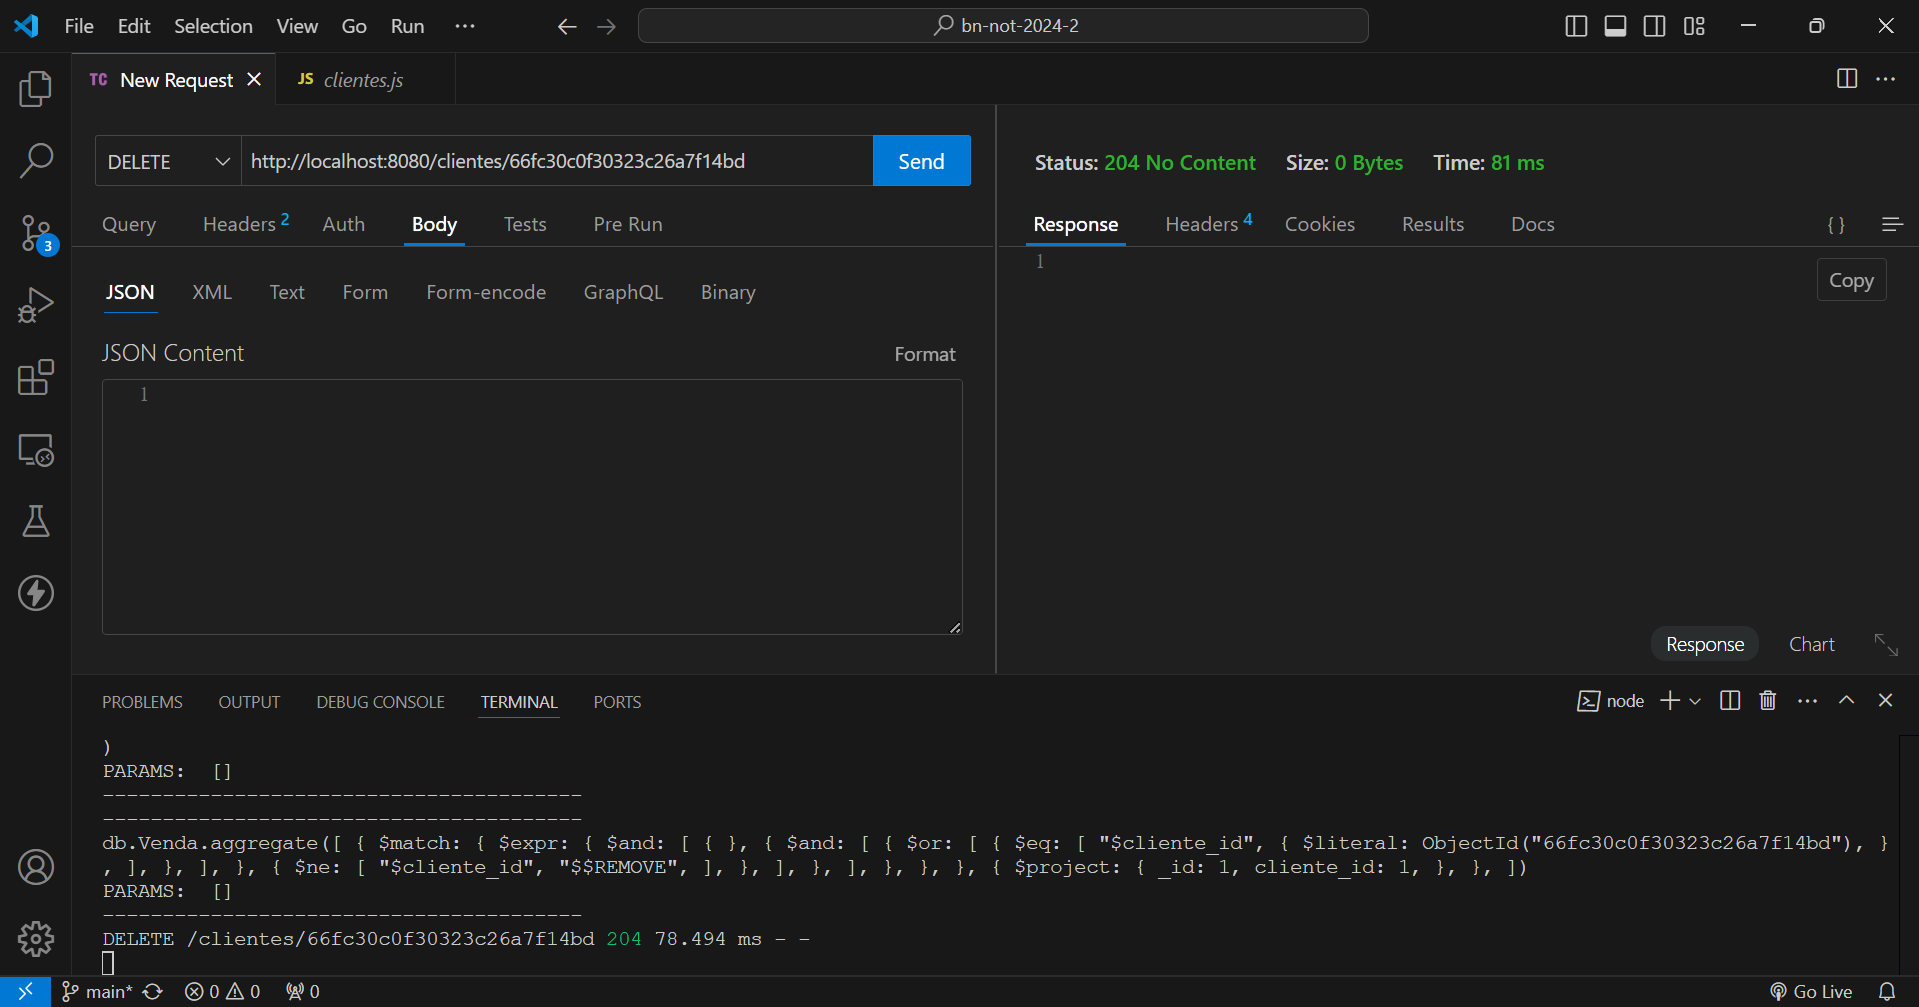 File Edit Selection View Go Run ···
bn-not-2024-2
TC New Request
JS clientes.js
DELETE http://localhost:8080/clientes/66fc30c0f30323c26a7f14bd Send
Status: 204 No Content Size: 0 Bytes Time: 81 ms
Query Headers 2 Auth Body Tests Pre Run
Response Headers 4 Cookies Results Docs { }
1
Copy
JSON XML Text Form Form-encode GraphQL Binary
JSON Content Format
1
3
Response Chart
PROBLEMS OUTPUT DEBUG CONSOLE TERMINAL PORTS
node
)
PARAMS:  []
----------------------------------------
----------------------------------------
db.Venda.aggregate([ { $match: { $expr: { $and: [ { }, { $and: [ { $or: [ { $eq: [ "$cliente_id", { $literal: ObjectId("66fc30c0f30323c26a7f14bd"), }
, ], }, ], }, { $ne: [ "$cliente_id", "$$REMOVE", ], }, ], }, ], }, }, }, { $project: { _id: 1, cliente_id: 1, }, }, ])
PARAMS:  []
----------------------------------------
DELETE /clientes/66fc30c0f30323c26a7f14bd 204 78.494 ms - -
main* 0 0 0 Go Live